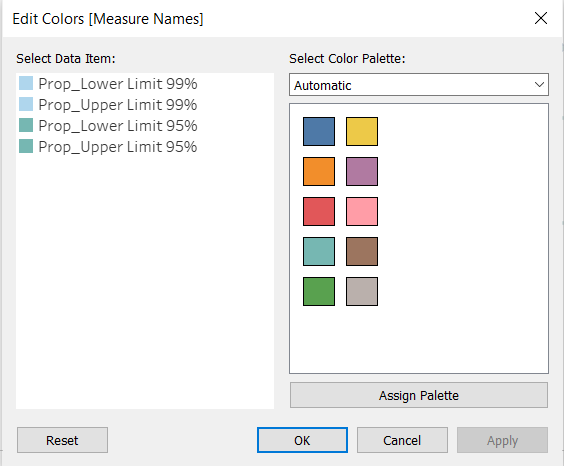 Edit Colors [Measure Names]
Select Data Item:
Prop_Lower Limit 99%
Prop_Upper Limit 99%
Prop_Lower Limit 95%
Prop_Upper Limit 95%
Select Color Palette:
Automatic
Assign Palette
Reset
OK
Cancel
Apply